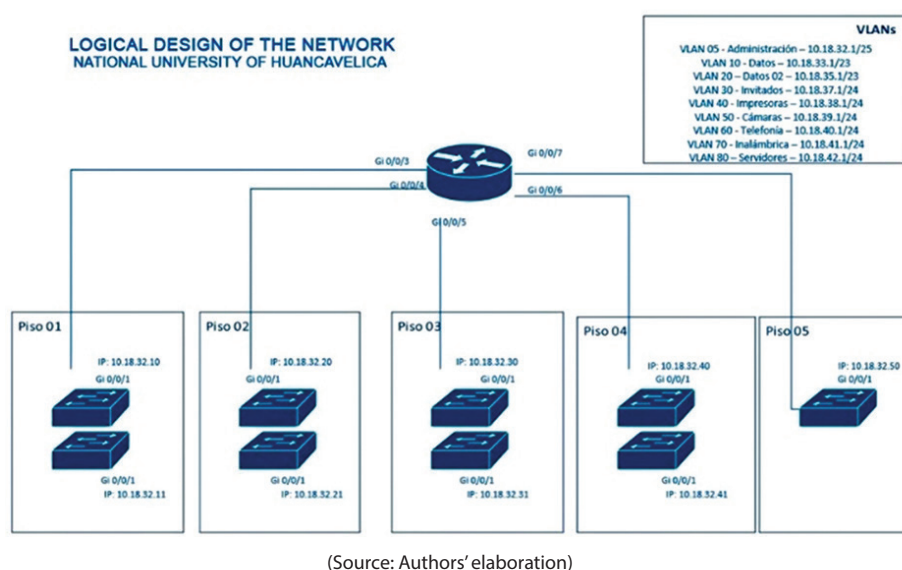 LOGICAL DESIGN OF THE NETWORK
NATIONAL UNIVERSITY OF HUANCAVELICA
VLANs
VLAN 05 - Administración – 10.18.32.1/25
VLAN 10 - Datos – 10.18.33.1/23
VLAN 20 – Datos 02 – 10.18.35.1/23
VLAN 30 - Invitados – 10.18.37.1/24
VLAN 40 - Impresoras – 10.18.38.1/24
VLAN 50 - Cámaras – 10.18.39.1/24
VLAN 60 - Telefonía – 10.18.40.1/24
VLAN 70 – Inalámbrica – 10.18.41.1/24
VLAN 80 – Servidores – 10.18.42.1/24
Gi 0/0/3
Gi 0/0/7
Gi 0/0/4
Gi 0/0/6
Gi 0/0/5
Piso 01
IP: 10.18.32.10
Gi 0/0/1
Gi 0/0/1
IP: 10.18.32.11
Piso 02
IP: 10.18.32.20
Gi 0/0/1
Gi 0/0/1
IP: 10.18.32.21
Piso 03
IP: 10.18.32.30
Gi 0/0/1
Gi 0/0/1
IP: 10.18.32.31
Piso 04
IP: 10.18.32.40
Gi 0/0/1
Gi 0/0/1
IP: 10.18.32.41
Piso 05
IP: 10.18.32.50
Gi 0/0/1
(Source: Authors’ elaboration)